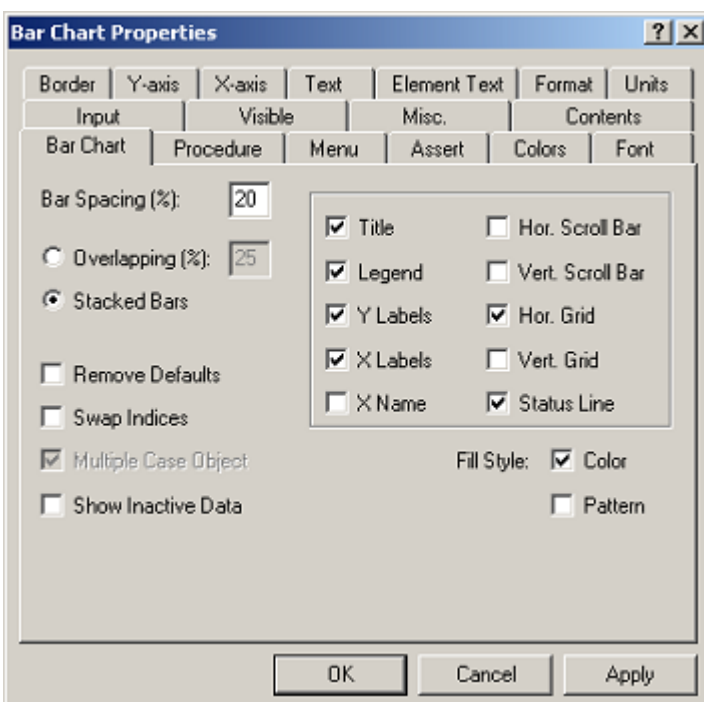 Bar Chart Properties
Border Y-axis X-axis Text Element Text Format Units
Input Visible Misc. Contents
Bar Chart Procedure Menu Assert Colors Font
Bar Spacing (%): 20
Overlapping (%): 25
Stacked Bars
Remove Defaults
Swap Indices
Multiple Case Object
Show Inactive Data
Title Hor. Scroll Bar
Legend Vert. Scroll Bar
Y Labels Hor. Grid
X Labels Vert. Grid
X Name Status Line
Fill Style: Color
Pattern
OK Cancel Apply